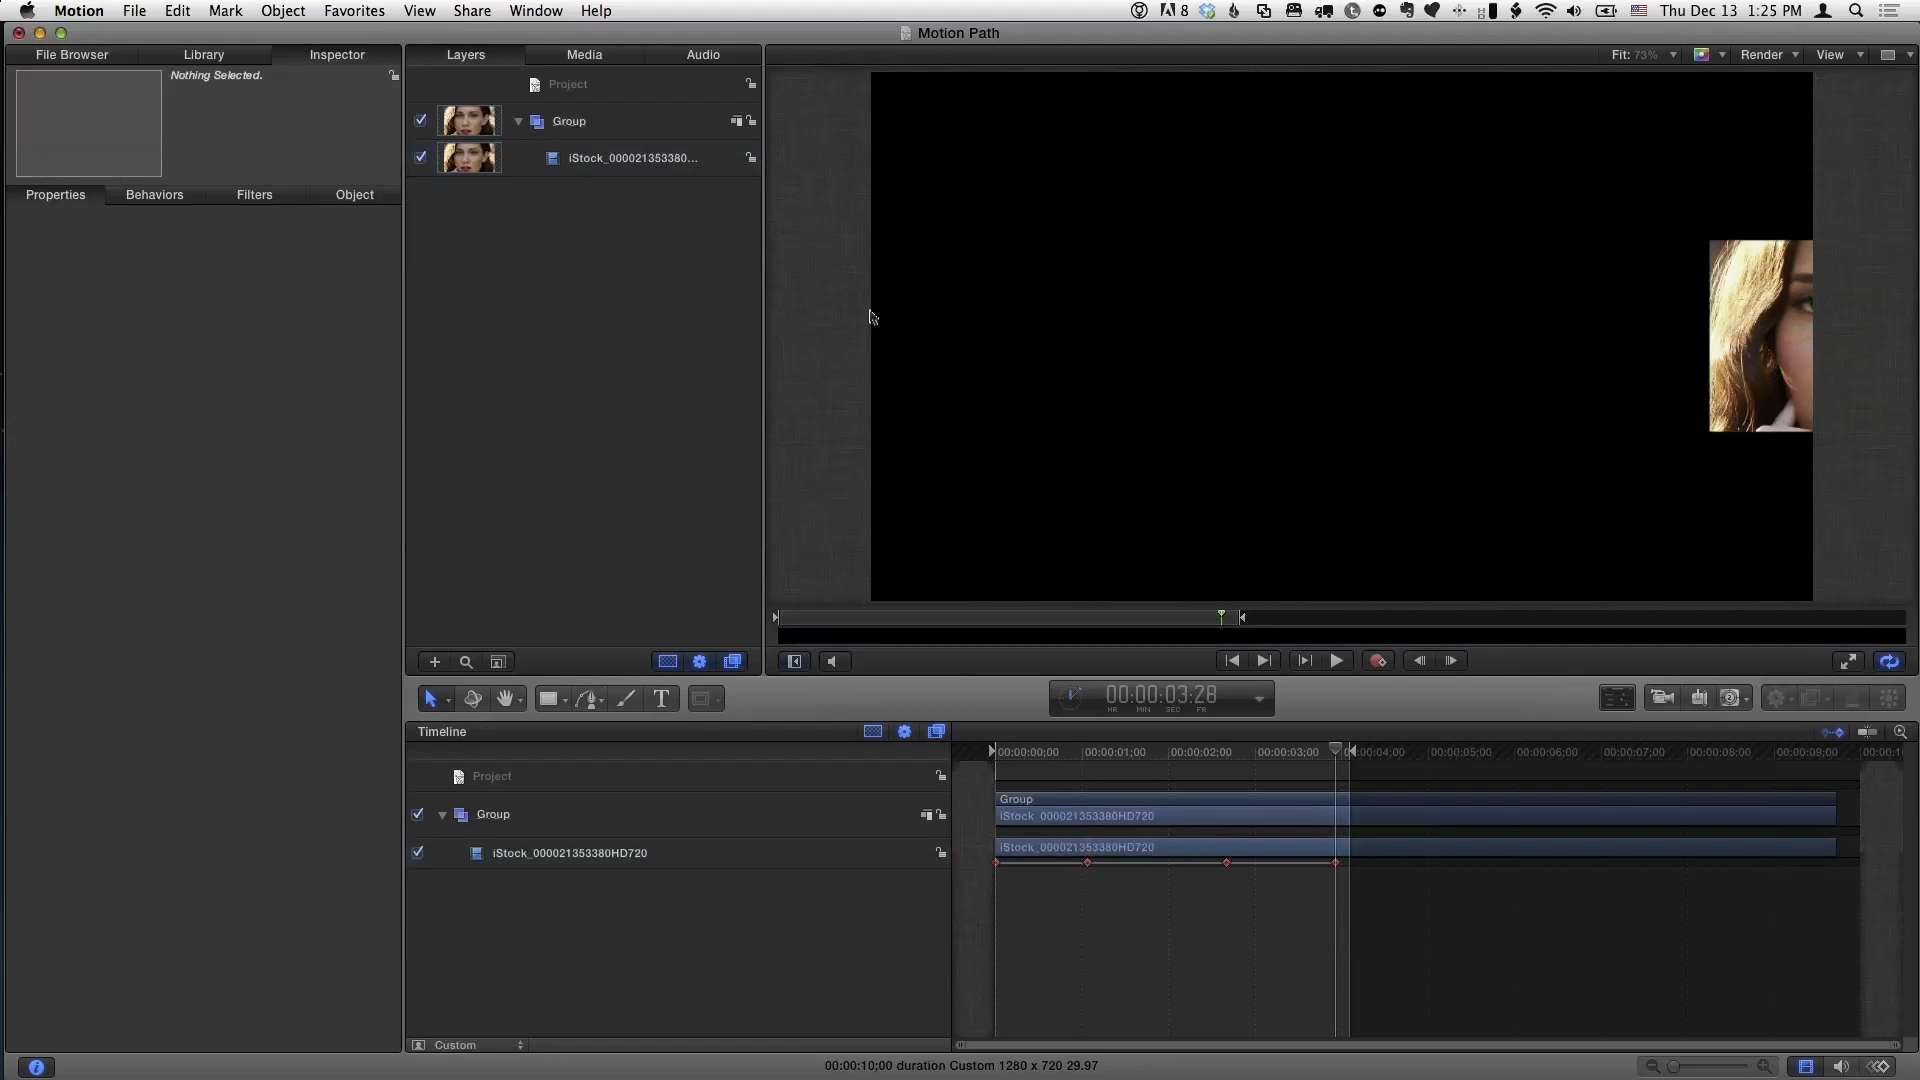 Motion File Edit Mark Object Favorites View Share Window Help 8 Thu Dec 13 1:25 PM
Motion Path
File Browser Library Inspector Layers Media Audio Fit: 73% Render View
Nothing Selected.
Project
Group
iStock_000021353380...
Properties Behaviors Filters Object
T
00:00:03;28
HR MIN SEC FR
Timeline
00:00:00;00 00:00:01;00 00:00:02;00 00:00:03;00 00:00:04;00 00:00:05;00 00:00:06;00 00:00:07;00 00:00:08;00 00:00:09;00 00:00:1
Project
Group
iStock_000021353380HD720
Group
iStock_000021353380HD720
iStock_000021353380HD720
Custom
00:00:10;00 duration Custom 1280 x 720 29.97